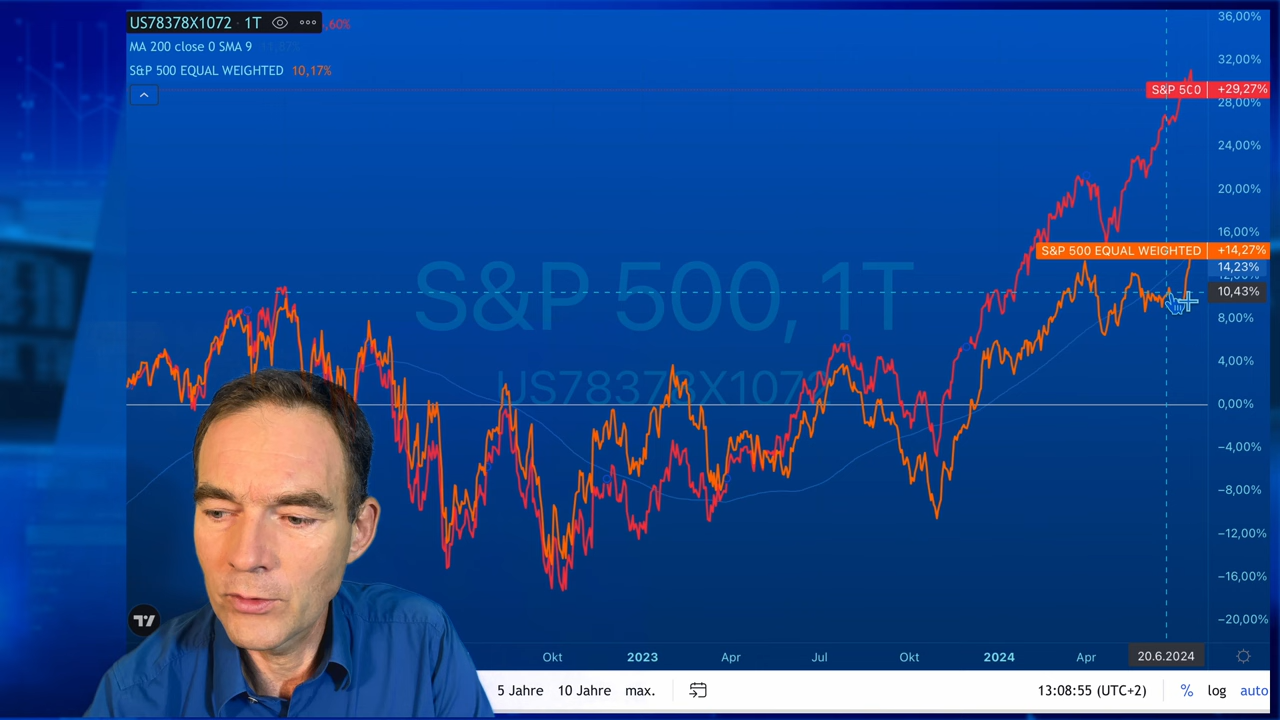 US78378X1072 · 1T
,60%
MA 200 close 0 SMA 9
S&P 500 EQUAL WEIGHTED 10,17%
36,00%
32,00%
S&P 500 +29,27%
28,00%
24,00%
20,00%
16,00%
S&P 500 EQUAL WEIGHTED +14,27%
14,23%
10,43%
8,00%
4,00%
0,00%
−4,00%
−8,00%
−12,00%
−16,00%
−20,00%
S&P 500, 1T
US78378X1072
Okt 2023 Apr Jul Okt 2024 Apr 20.6.2024
5 Jahre 10 Jahre max. 13:08:55 (UTC+2) % log auto